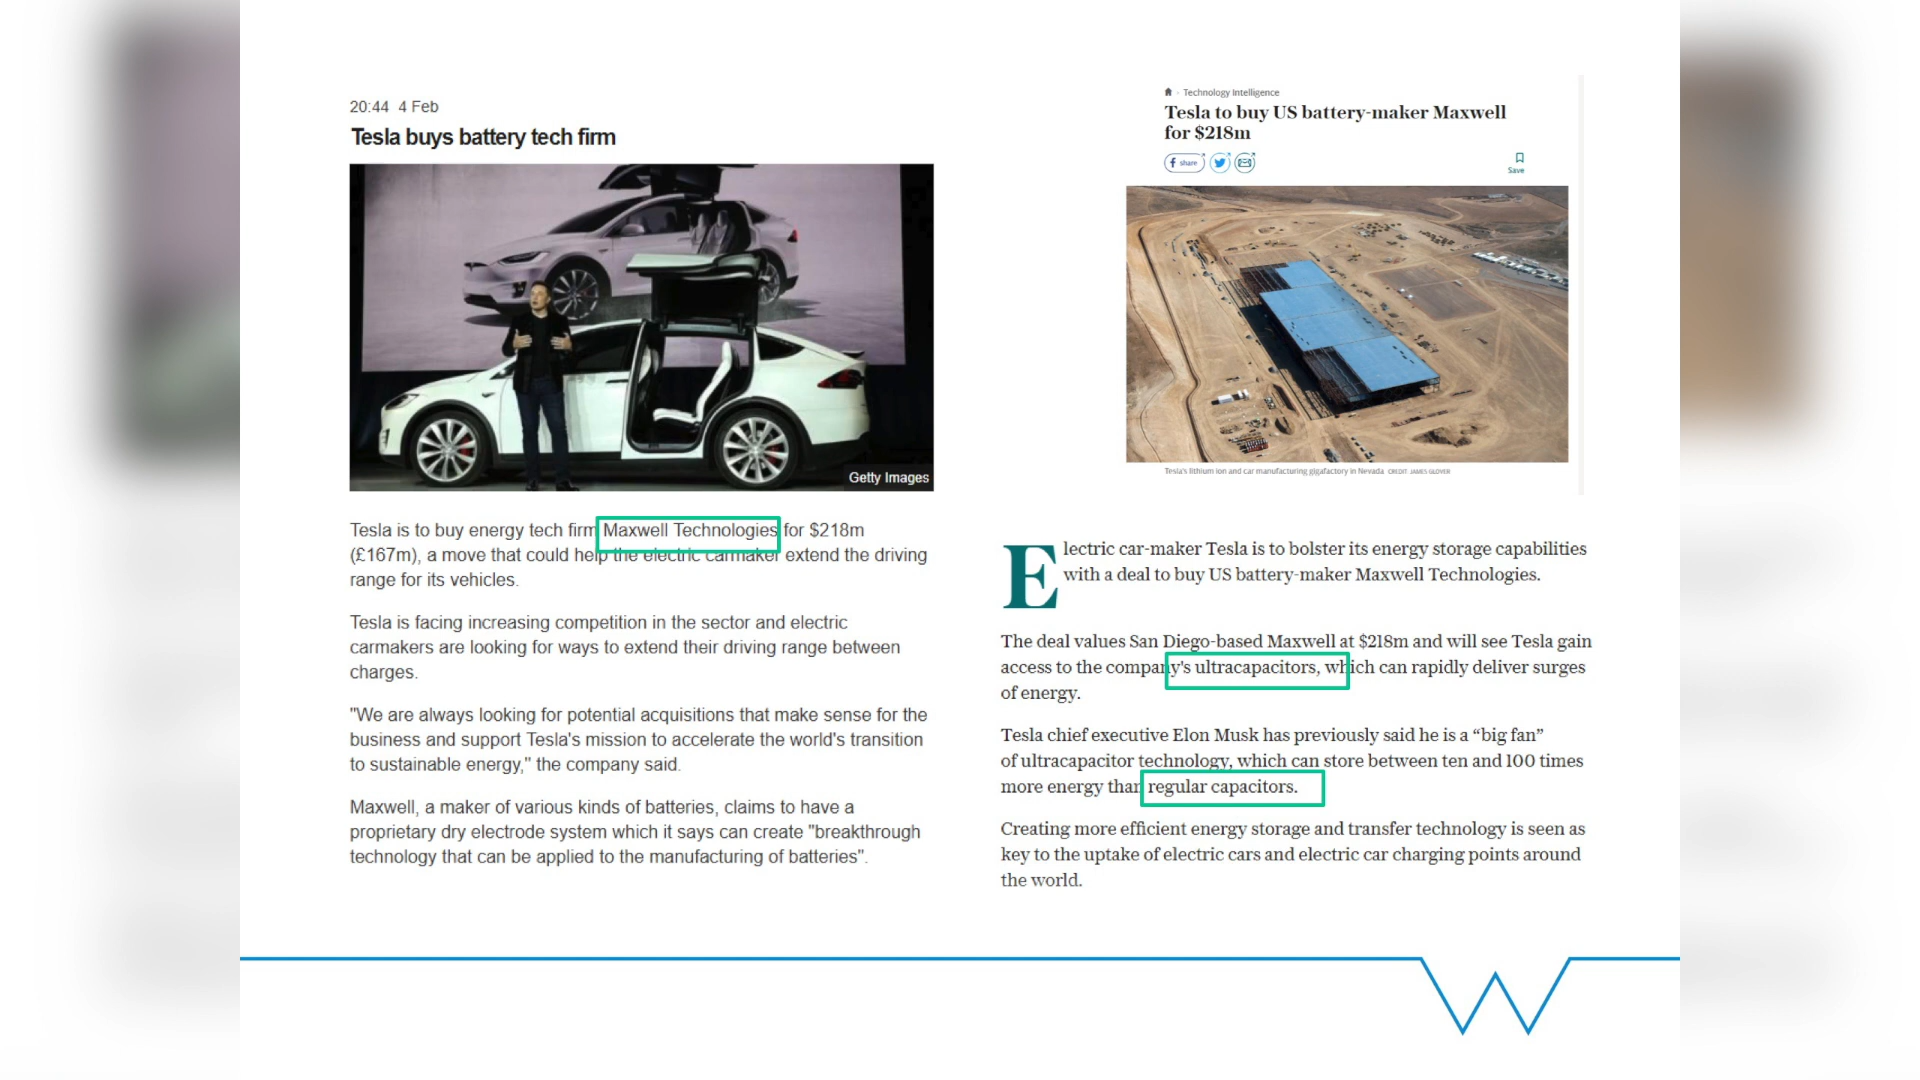 20:44 4 Feb
Tesla buys battery tech firm
Getty Images
Tesla is to buy energy tech firm Maxwell Technologies for $218m
(£167m), a move that could help the electric carmaker extend the driving
range for its vehicles.
Tesla is facing increasing competition in the sector and electric
carmakers are looking for ways to extend their driving range between
charges.
"We are always looking for potential acquisitions that make sense for the
business and support Tesla's mission to accelerate the world's transition
to sustainable energy," the company said.
Maxwell, a maker of various kinds of batteries, claims to have a
proprietary dry electrode system which it says can create "breakthrough
technology that can be applied to the manufacturing of batteries".
Technology Intelligence
Tesla to buy US battery-maker Maxwell
for $218m
share
Save
Tesla's lithium ion and car manufacturing gigafactory in Nevada CREDIT: JAMES GLOVER
Electric car-maker Tesla is to bolster its energy storage capabilities
with a deal to buy US battery-maker Maxwell Technologies.
The deal values San Diego-based Maxwell at $218m and will see Tesla gain
access to the company's ultracapacitors, which can rapidly deliver surges
of energy.
Tesla chief executive Elon Musk has previously said he is a “big fan”
of ultracapacitor technology, which can store between ten and 100 times
more energy than regular capacitors.
Creating more efficient energy storage and transfer technology is seen as
key to the uptake of electric cars and electric car charging points around
the world.